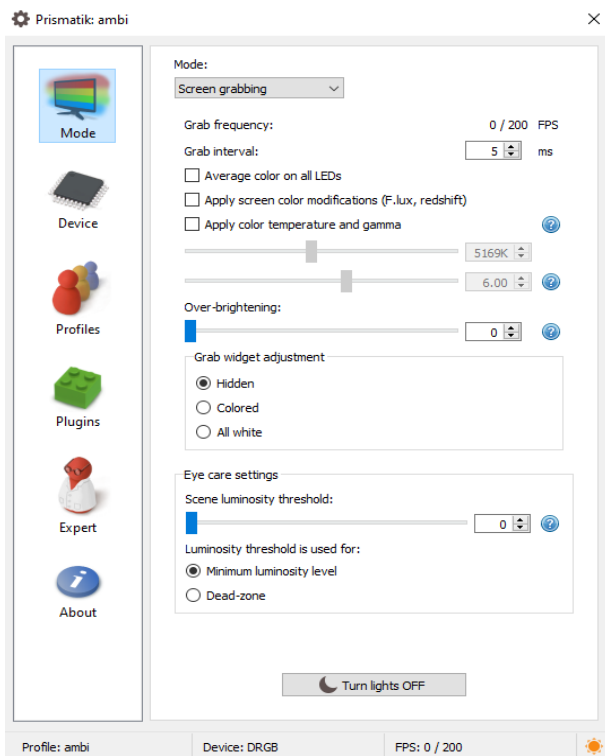 Prismatik: ambi
Mode
Device
Profiles
Plugins
Expert
About
Mode:
Screen grabbing
Grab frequency: 0 / 200 FPS
Grab interval: 5 ms
Average color on all LEDs
Apply screen color modifications (F.lux, redshift)
Apply color temperature and gamma ?
5169K
6.00 ?
Over-brightening:
0 ?
Grab widget adjustment
Hidden
Colored
All white
Eye care settings
Scene luminosity threshold:
0 ?
Luminosity threshold is used for:
Minimum luminosity level
Dead-zone
Turn lights OFF
Profile: ambi Device: DRGB FPS: 0 / 200